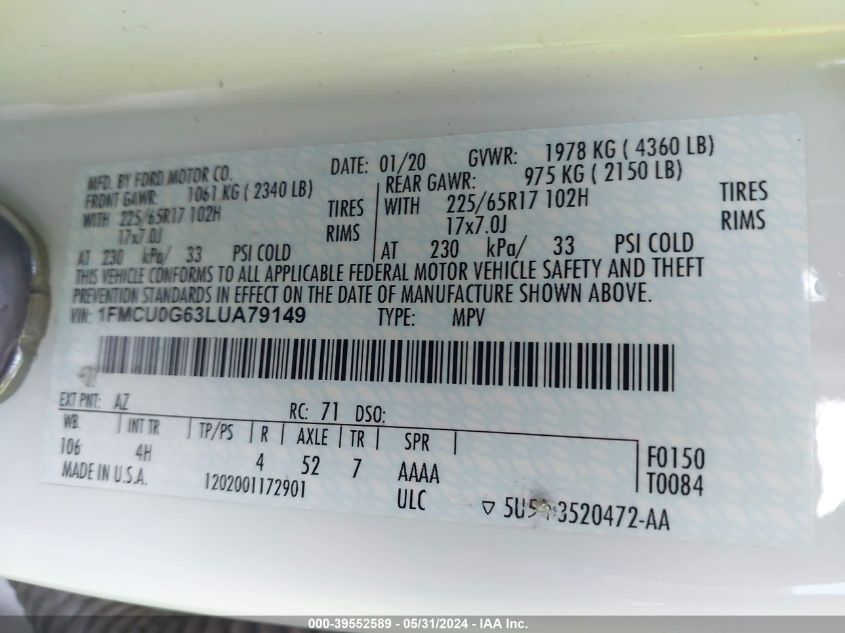 MFD. BY FORD MOTOR CO. DATE: 01/20 GVWR: 1978 KG ( 4360 LB)
FRONT GAWR: 1061 KG ( 2340 LB) REAR GAWR: 975 KG ( 2150 LB)
WITH 225/65R17 102H TIRES WITH 225/65R17 102H TIRES
17x7.0J RIMS 17x7.0J RIMS
AT 230 kPa/ 33 PSI COLD AT 230 kPa/ 33 PSI COLD
THIS VEHICLE CONFORMS TO ALL APPLICABLE FEDERAL MOTOR VEHICLE SAFETY AND THEFT
PREVENTION STANDARDS IN EFFECT ON THE DATE OF MANUFACTURE SHOWN ABOVE.
VIN: 1FMCU0G63LUA79149 TYPE: MPV
EXT PNT: AZ RC: 71 DSO:
WB INT TR TP/PS R AXLE TR SPR
106 4H 4 52 7 AAAA F0150
MADE IN U.S.A. 1202001172901 ULC T0084
3520472-AA
000-39552589 - 05/31/2024 - IAA Inc.